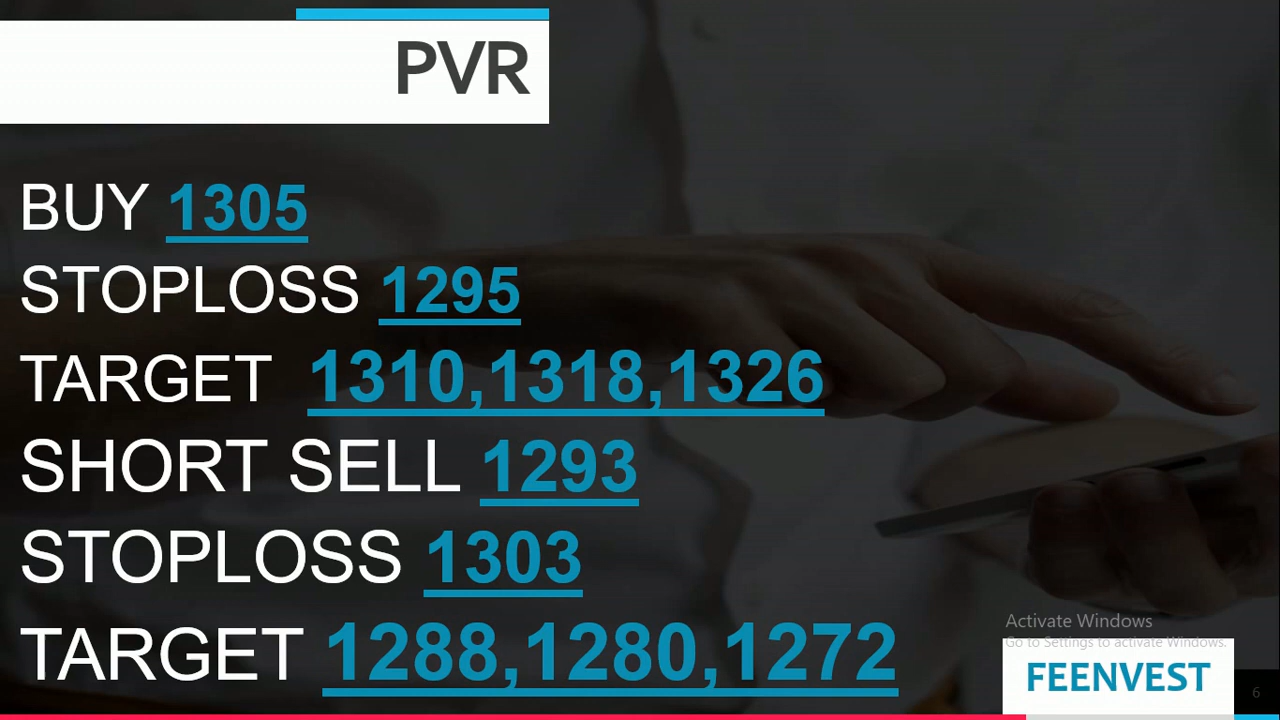 PVR
BUY 1305
STOPLOSS 1295
TARGET 1310,1318,1326
SHORT SELL 1293
STOPLOSS 1303
TARGET 1288,1280,1272
Activate Windows
Go to Settings to activate Windows.
FEENVEST
6